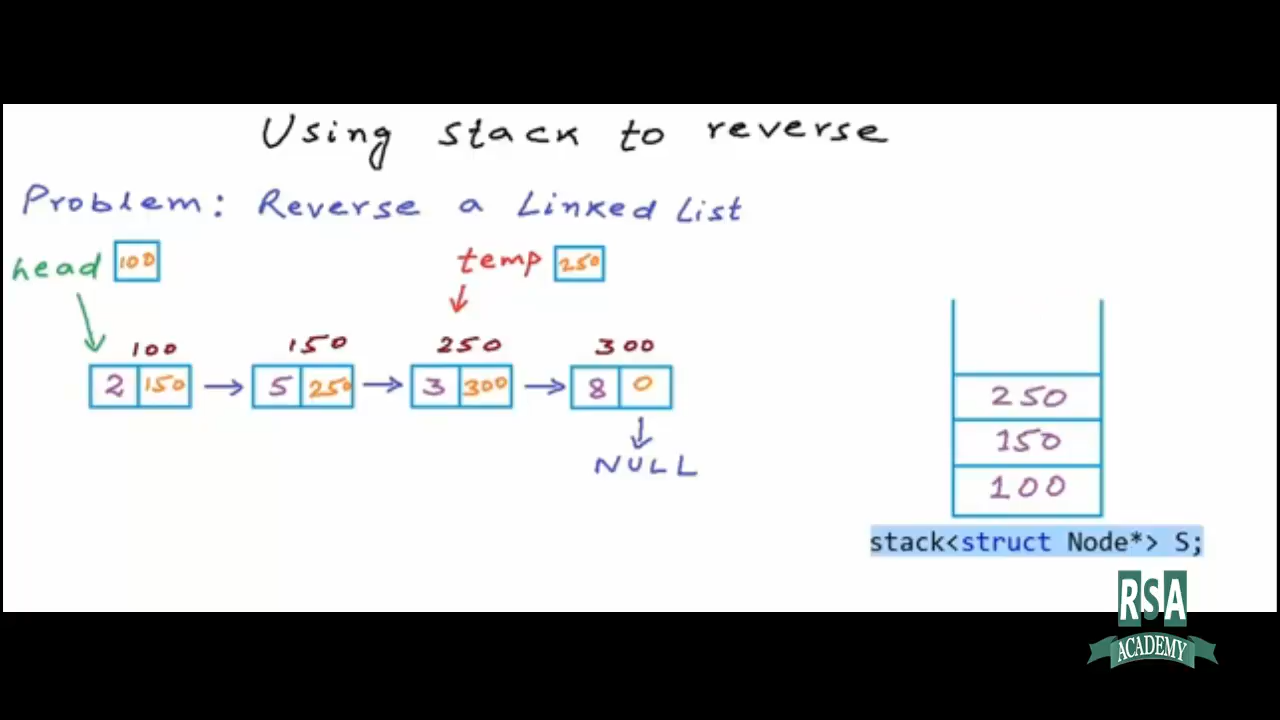 Using stack to reverse
Problem: Reverse a Linked List
head 100 temp 250
100 150 250 300
2 150 5 250 3 300 8 0
NULL
250
150
100
stack<struct Node*> S;
RSA
ACADEMY